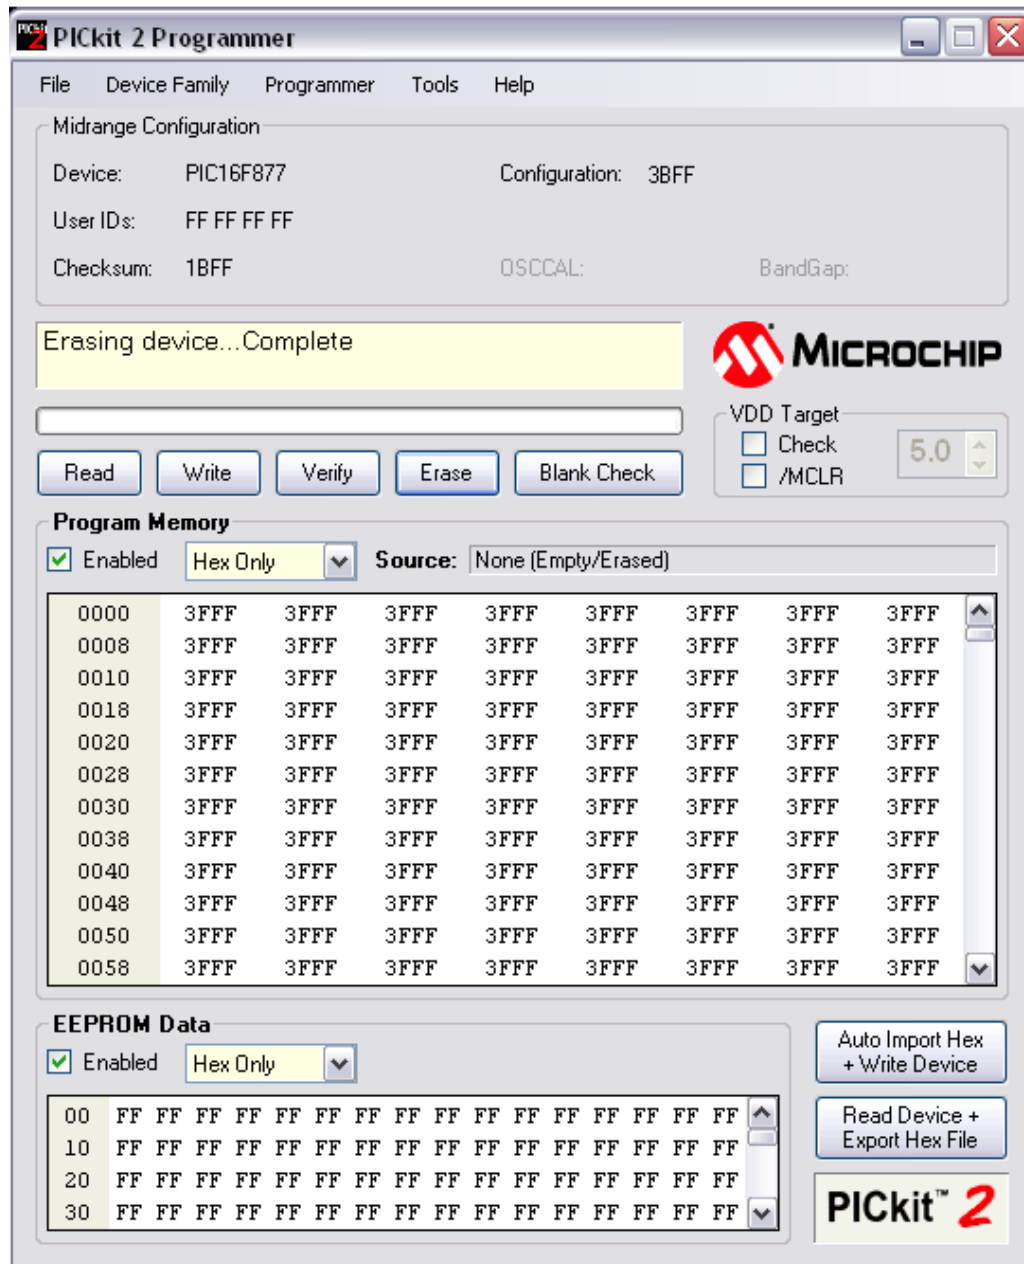 PICkit 2 Programmer
File Device Family Programmer Tools Help
Midrange Configuration
Device: PIC16F877 Configuration: 3BFF
User IDs: FF FF FF FF
Checksum: 1BFF OSCCAL: BandGap:
Erasing device...Complete
MICROCHIP
VDD Target
Check
5.0
/MCLR
Read Write Verify Erase Blank Check
Program Memory
Enabled Hex Only Source: None (Empty/Erased)
0000 3FFF 3FFF 3FFF 3FFF 3FFF 3FFF 3FFF 3FFF
0008 3FFF 3FFF 3FFF 3FFF 3FFF 3FFF 3FFF 3FFF
0010 3FFF 3FFF 3FFF 3FFF 3FFF 3FFF 3FFF 3FFF
0018 3FFF 3FFF 3FFF 3FFF 3FFF 3FFF 3FFF 3FFF
0020 3FFF 3FFF 3FFF 3FFF 3FFF 3FFF 3FFF 3FFF
0028 3FFF 3FFF 3FFF 3FFF 3FFF 3FFF 3FFF 3FFF
0030 3FFF 3FFF 3FFF 3FFF 3FFF 3FFF 3FFF 3FFF
0038 3FFF 3FFF 3FFF 3FFF 3FFF 3FFF 3FFF 3FFF
0040 3FFF 3FFF 3FFF 3FFF 3FFF 3FFF 3FFF 3FFF
0048 3FFF 3FFF 3FFF 3FFF 3FFF 3FFF 3FFF 3FFF
0050 3FFF 3FFF 3FFF 3FFF 3FFF 3FFF 3FFF 3FFF
0058 3FFF 3FFF 3FFF 3FFF 3FFF 3FFF 3FFF 3FFF
EEPROM Data
Enabled Hex Only
00 FF FF FF FF FF FF FF FF FF FF FF FF FF FF FF FF
10 FF FF FF FF FF FF FF FF FF FF FF FF FF FF FF FF
20 FF FF FF FF FF FF FF FF FF FF FF FF FF FF FF FF
30 FF FF FF FF FF FF FF FF FF FF FF FF FF FF FF FF
Auto Import Hex
+ Write Device
Read Device +
Export Hex File
PICkit™ 2